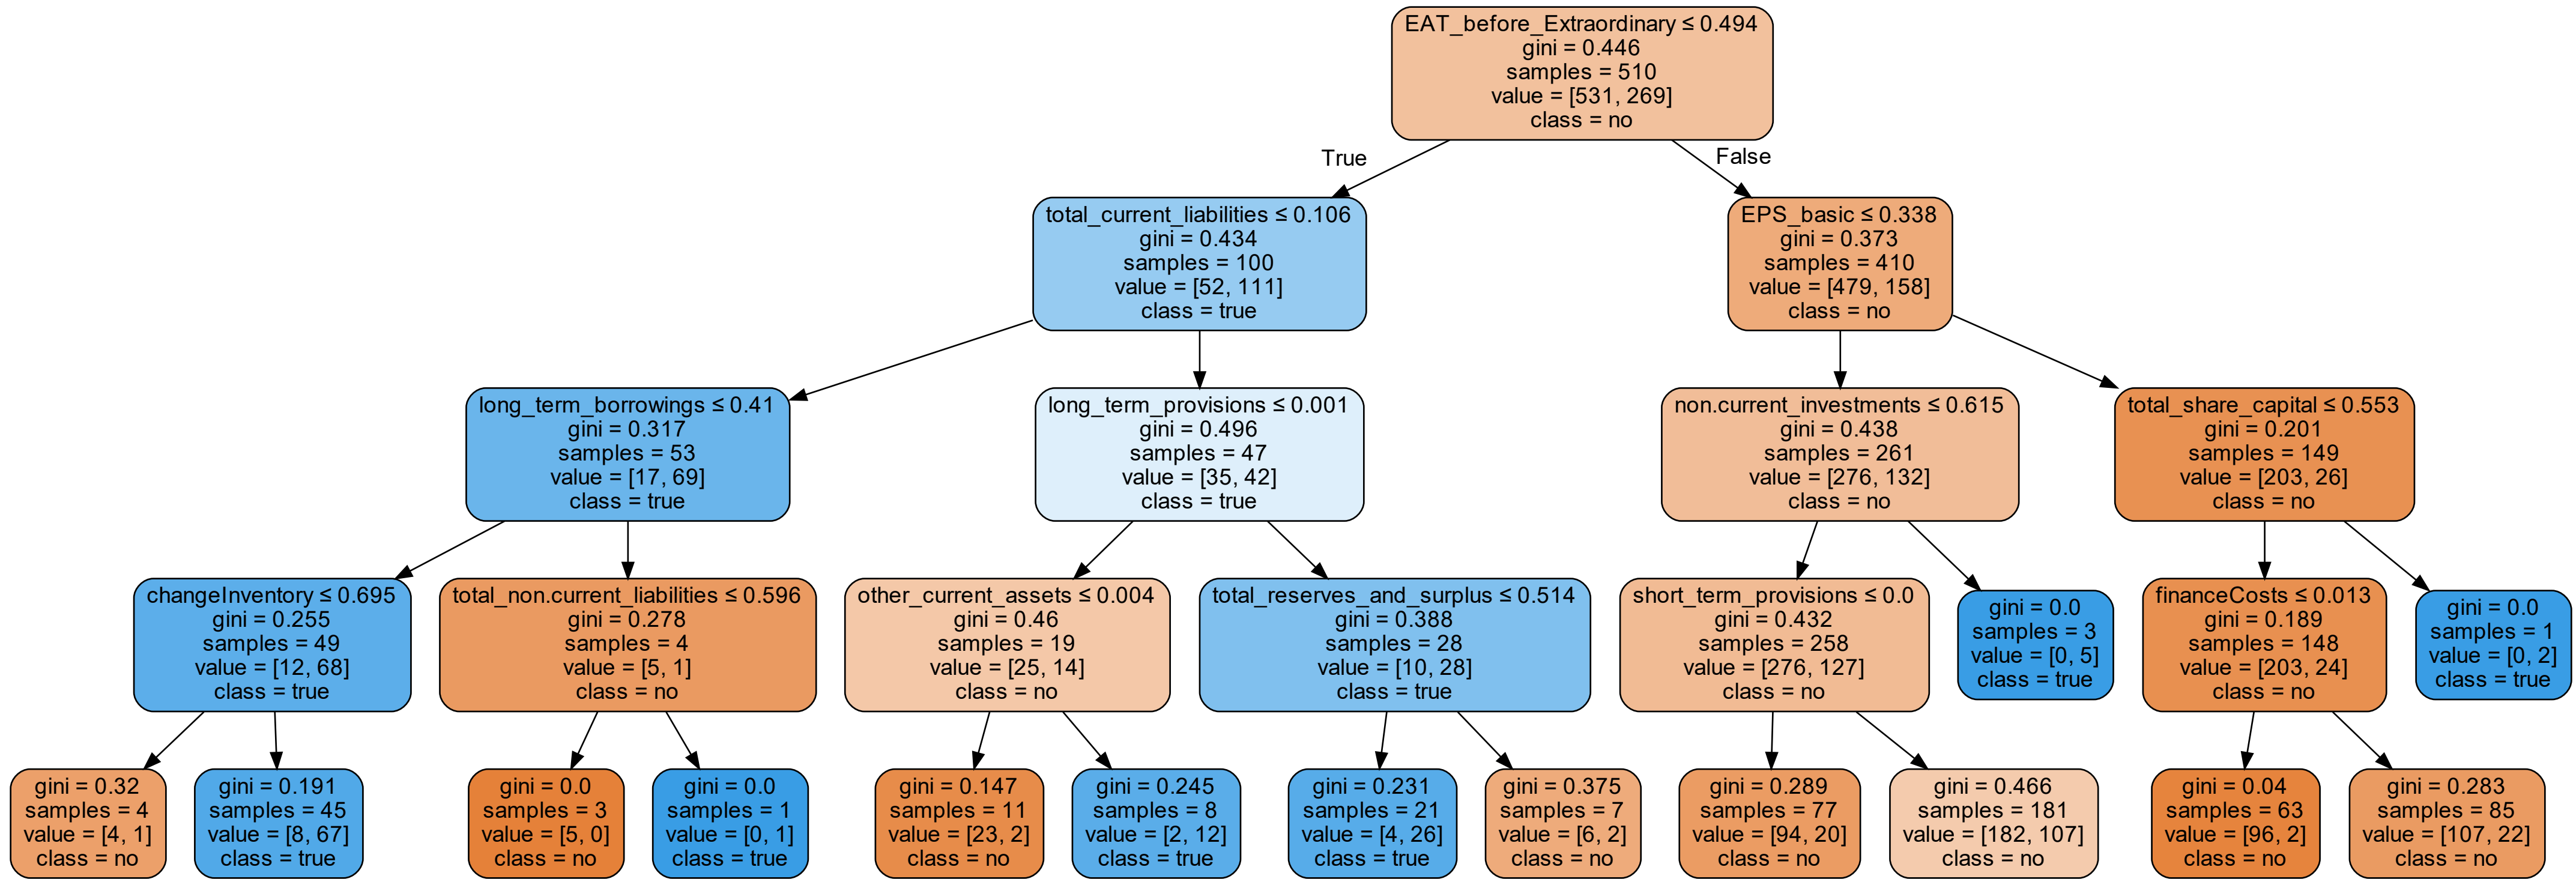 EAT_before_Extraordinary ≤ 0.494
gini = 0.446
samples = 510
value = [531, 269]
class = no
True
False
total_current_liabilities ≤ 0.106
gini = 0.434
samples = 100
value = [52, 111]
class = true
EPS_basic ≤ 0.338
gini = 0.373
samples = 410
value = [479, 158]
class = no
long_term_borrowings ≤ 0.41
gini = 0.317
samples = 53
value = [17, 69]
class = true
long_term_provisions ≤ 0.001
gini = 0.496
samples = 47
value = [35, 42]
class = true
non.current_investments ≤ 0.615
gini = 0.438
samples = 261
value = [276, 132]
class = no
total_share_capital ≤ 0.553
gini = 0.201
samples = 149
value = [203, 26]
class = no
changeInventory ≤ 0.695
gini = 0.255
samples = 49
value = [12, 68]
class = true
total_non.current_liabilities ≤ 0.596
gini = 0.278
samples = 4
value = [5, 1]
class = no
other_current_assets ≤ 0.004
gini = 0.46
samples = 19
value = [25, 14]
class = no
total_reserves_and_surplus ≤ 0.514
gini = 0.388
samples = 28
value = [10, 28]
class = true
short_term_provisions ≤ 0.0
gini = 0.432
samples = 258
value = [276, 127]
class = no
gini = 0.0
samples = 3
value = [0, 5]
class = true
financeCosts ≤ 0.013
gini = 0.189
samples = 148
value = [203, 24]
class = no
gini = 0.0
samples = 1
value = [0, 2]
class = true
gini = 0.32
samples = 4
value = [4, 1]
class = no
gini = 0.191
samples = 45
value = [8, 67]
class = true
gini = 0.0
samples = 3
value = [5, 0]
class = no
gini = 0.0
samples = 1
value = [0, 1]
class = true
gini = 0.147
samples = 11
value = [23, 2]
class = no
gini = 0.245
samples = 8
value = [2, 12]
class = true
gini = 0.231
samples = 21
value = [4, 26]
class = true
gini = 0.375
samples = 7
value = [6, 2]
class = no
gini = 0.289
samples = 77
value = [94, 20]
class = no
gini = 0.466
samples = 181
value = [182, 107]
class = no
gini = 0.04
samples = 63
value = [96, 2]
class = no
gini = 0.283
samples = 85
value = [107, 22]
class = no